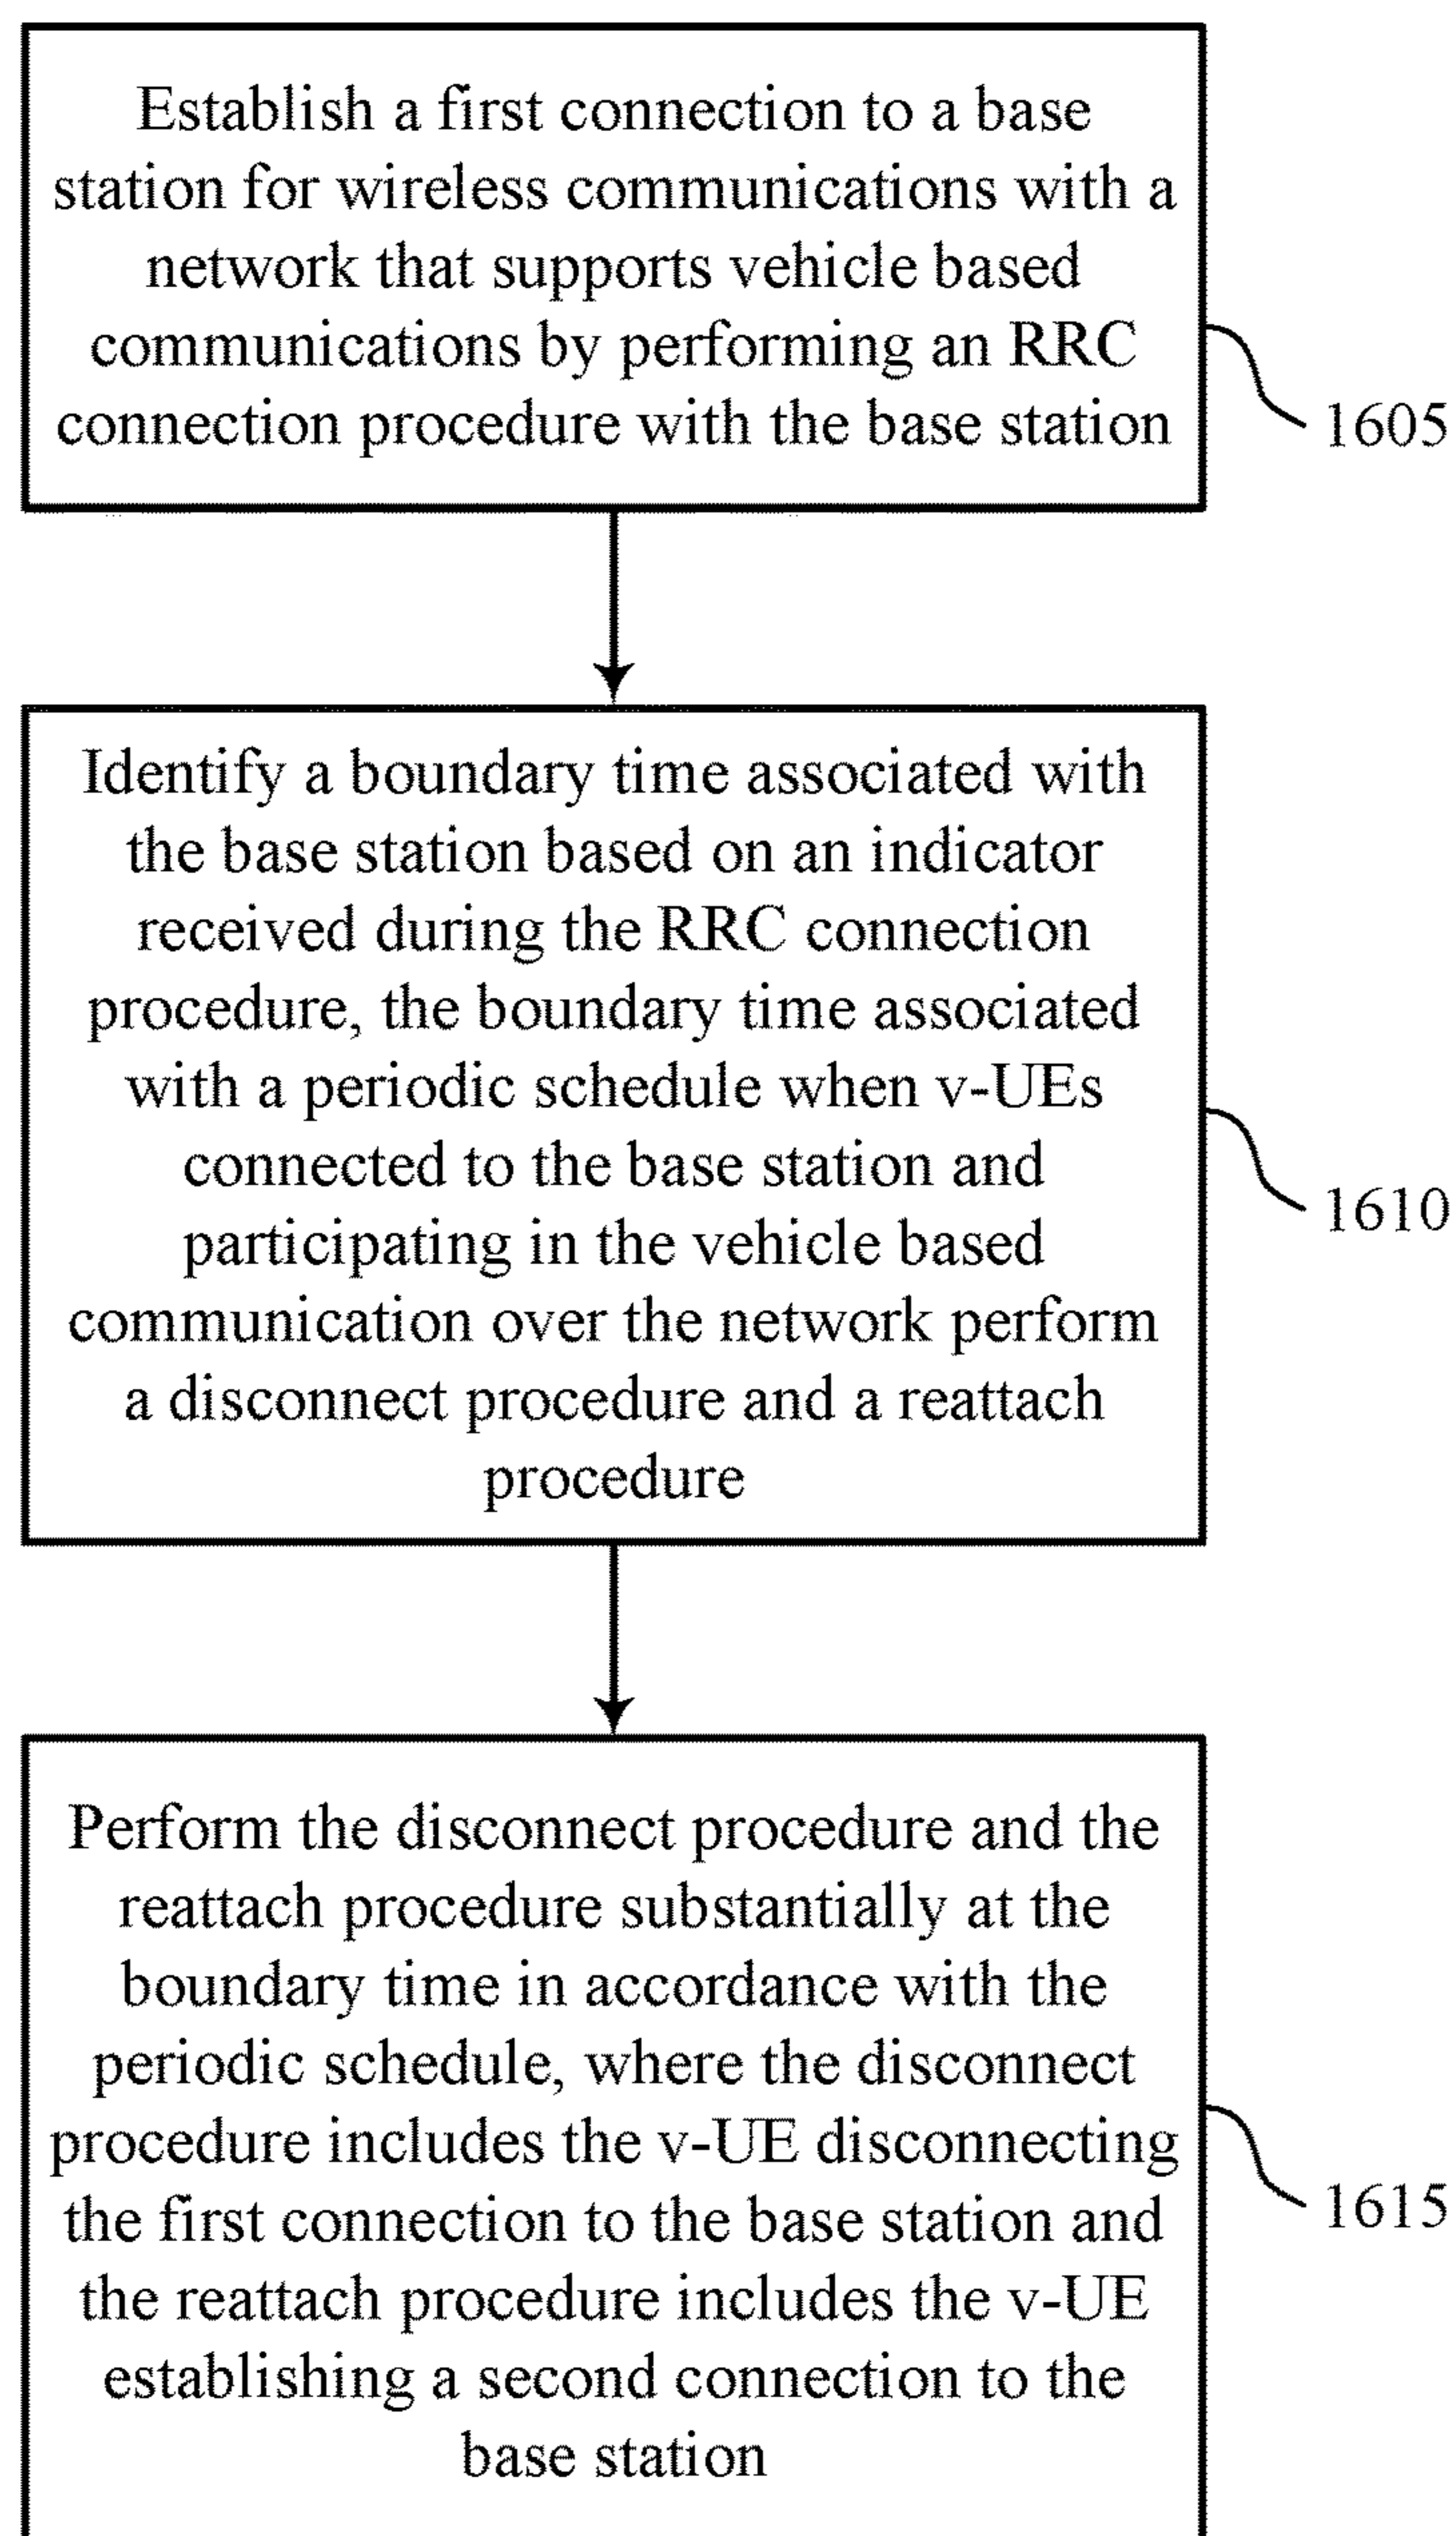 Establish a first connection to a base
station for wireless communications with a
network that supports vehicle based
communications by performing an RRC
connection procedure with the base station
1605
Identify a boundary time associated with
the base station based on an indicator
received during the RRC connection
procedure, the boundary time associated
with a periodic schedule when v-UEs
connected to the base station and
participating in the vehicle based
communication over the network perform
a disconnect procedure and a reattach
procedure
1610
Perform the disconnect procedure and the
reattach procedure substantially at the
boundary time in accordance with the
periodic schedule, where the disconnect
procedure includes the v-UE disconnecting
the first connection to the base station and
the reattach procedure includes the v-UE
establishing a second connection to the
base station
1615